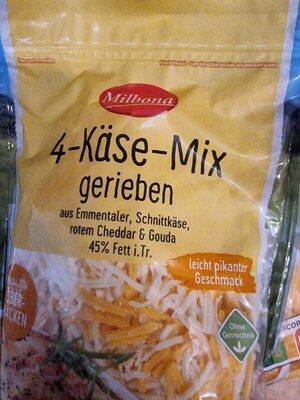 Milbona
4-Käse-Mix
gerieben
aus Emmentaler, Schnittkäse,
rotem Cheddar & Gouda
45% Fett i.Tr.
leicht pikanter
Geschmack
Ohne
Gentechnik